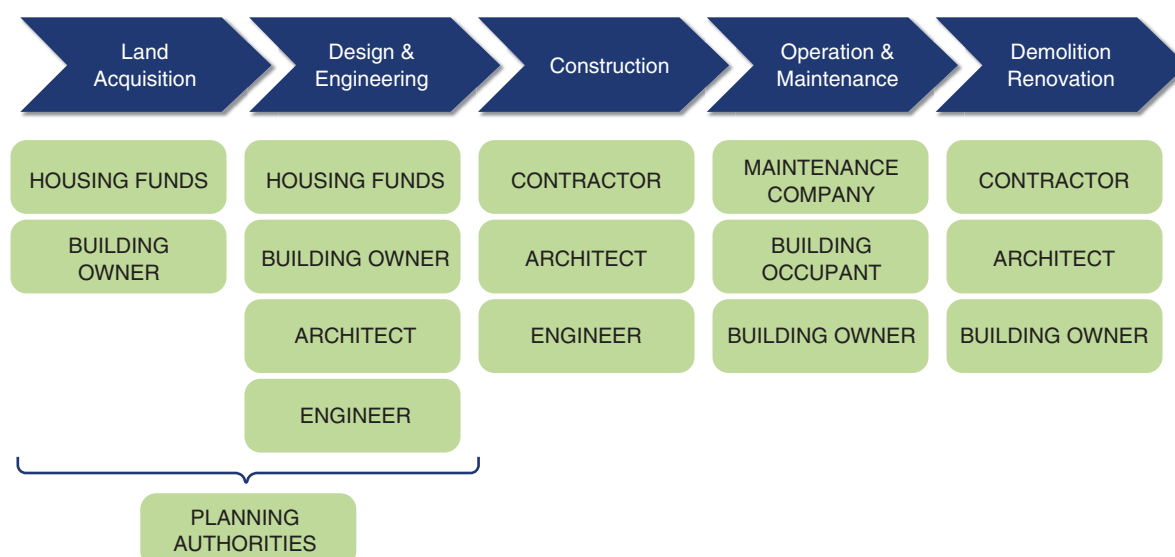 Land
Acquisition
Design &
Engineering
Construction
Operation &
Maintenance
Demolition
Renovation
HOUSING FUNDS
BUILDING
OWNER
HOUSING FUNDS
BUILDING OWNER
ARCHITECT
ENGINEER
CONTRACTOR
ARCHITECT
ENGINEER
MAINTENANCE
COMPANY
BUILDING
OCCUPANT
BUILDING OWNER
CONTRACTOR
ARCHITECT
BUILDING OWNER
PLANNING
AUTHORITIES